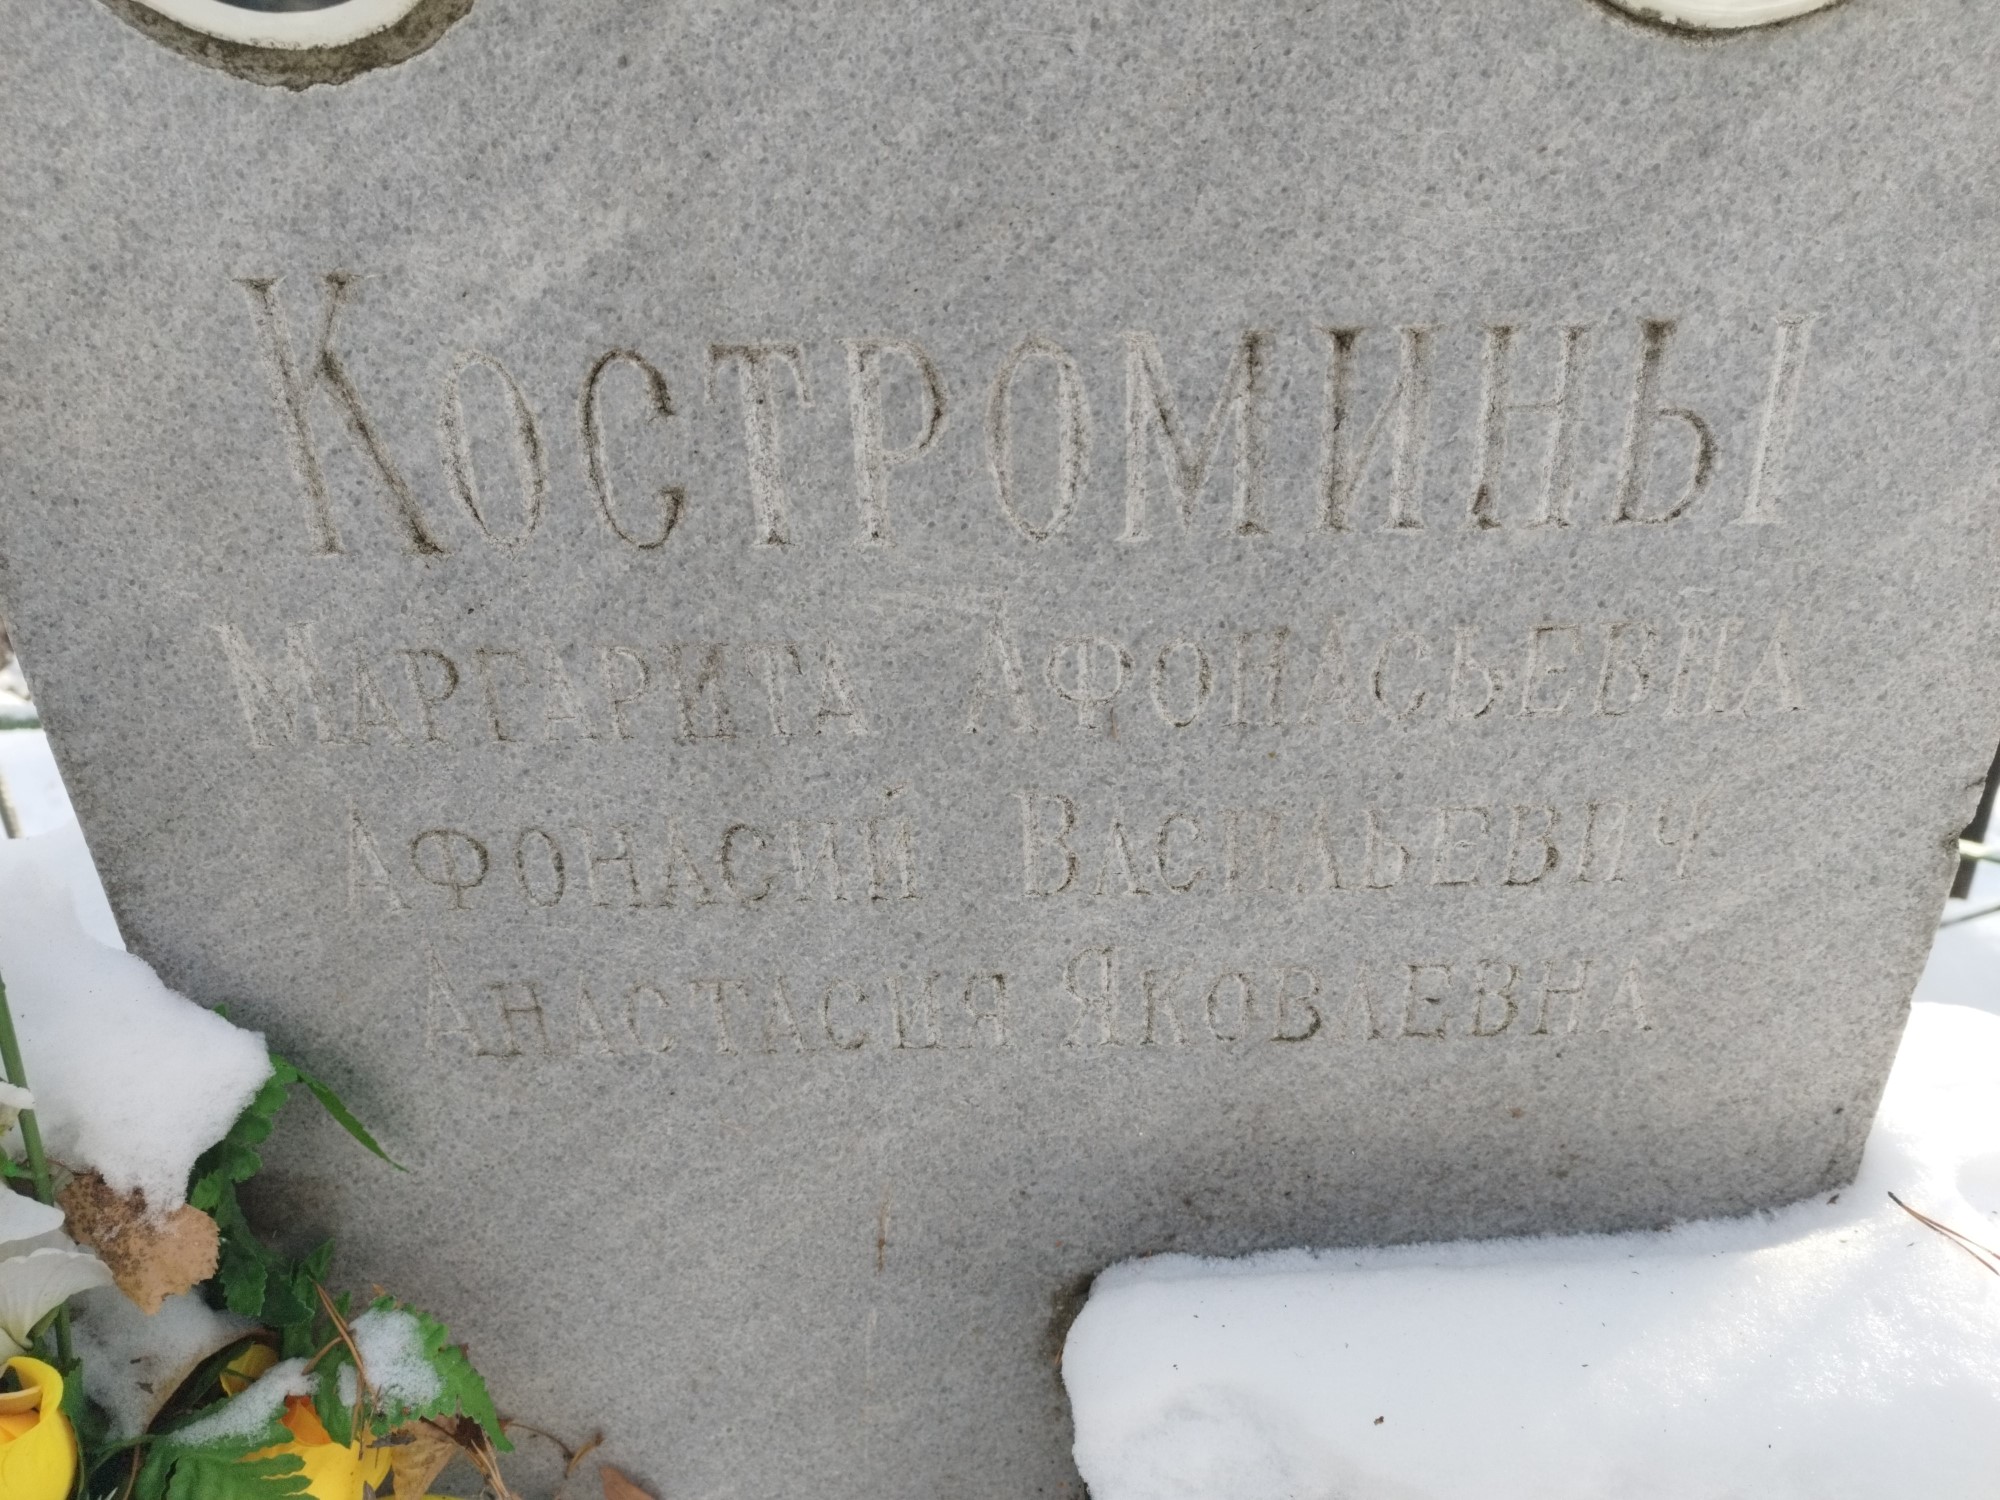 Костромины
Маргарита Афонасьевна
Афонасий Васильевич
Анастасия Яковлевна